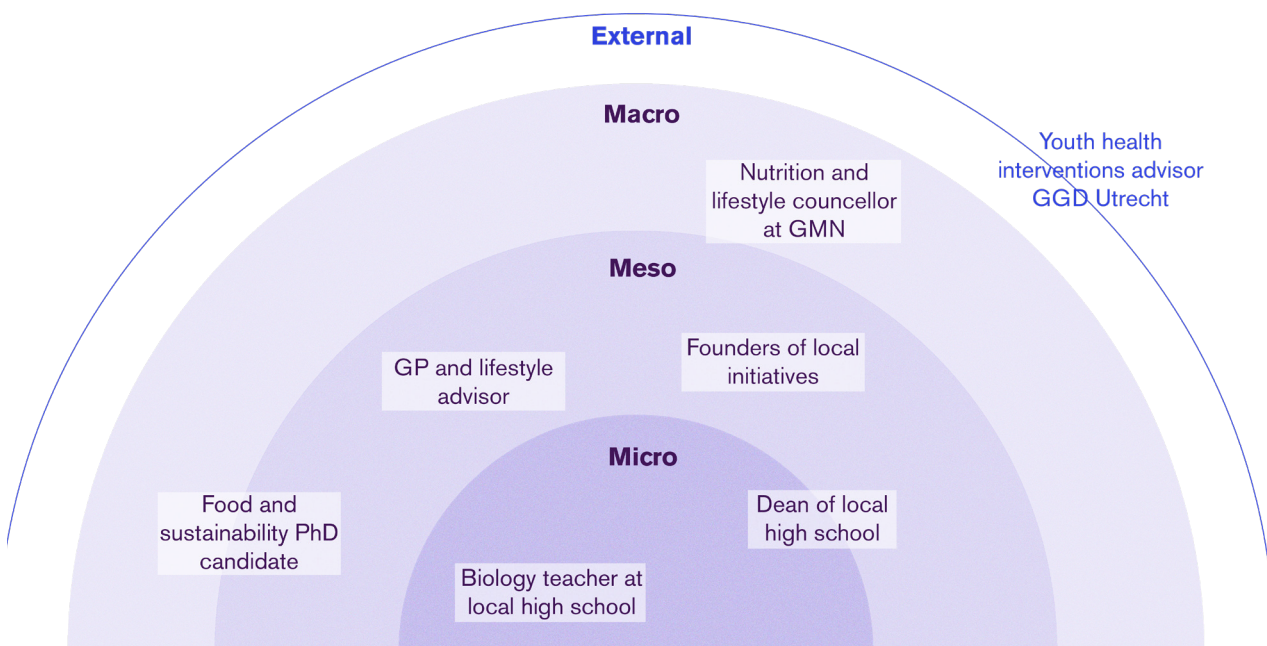 External
Macro
Youth health
interventions advisor
GGD Utrecht
Nutrition and
lifestyle councellor
at GMN
Meso
Founders of local
initiatives
GP and lifestyle
advisor
Micro
Food and
sustainability PhD
candidate
Dean of local
high school
Biology teacher at
local high school